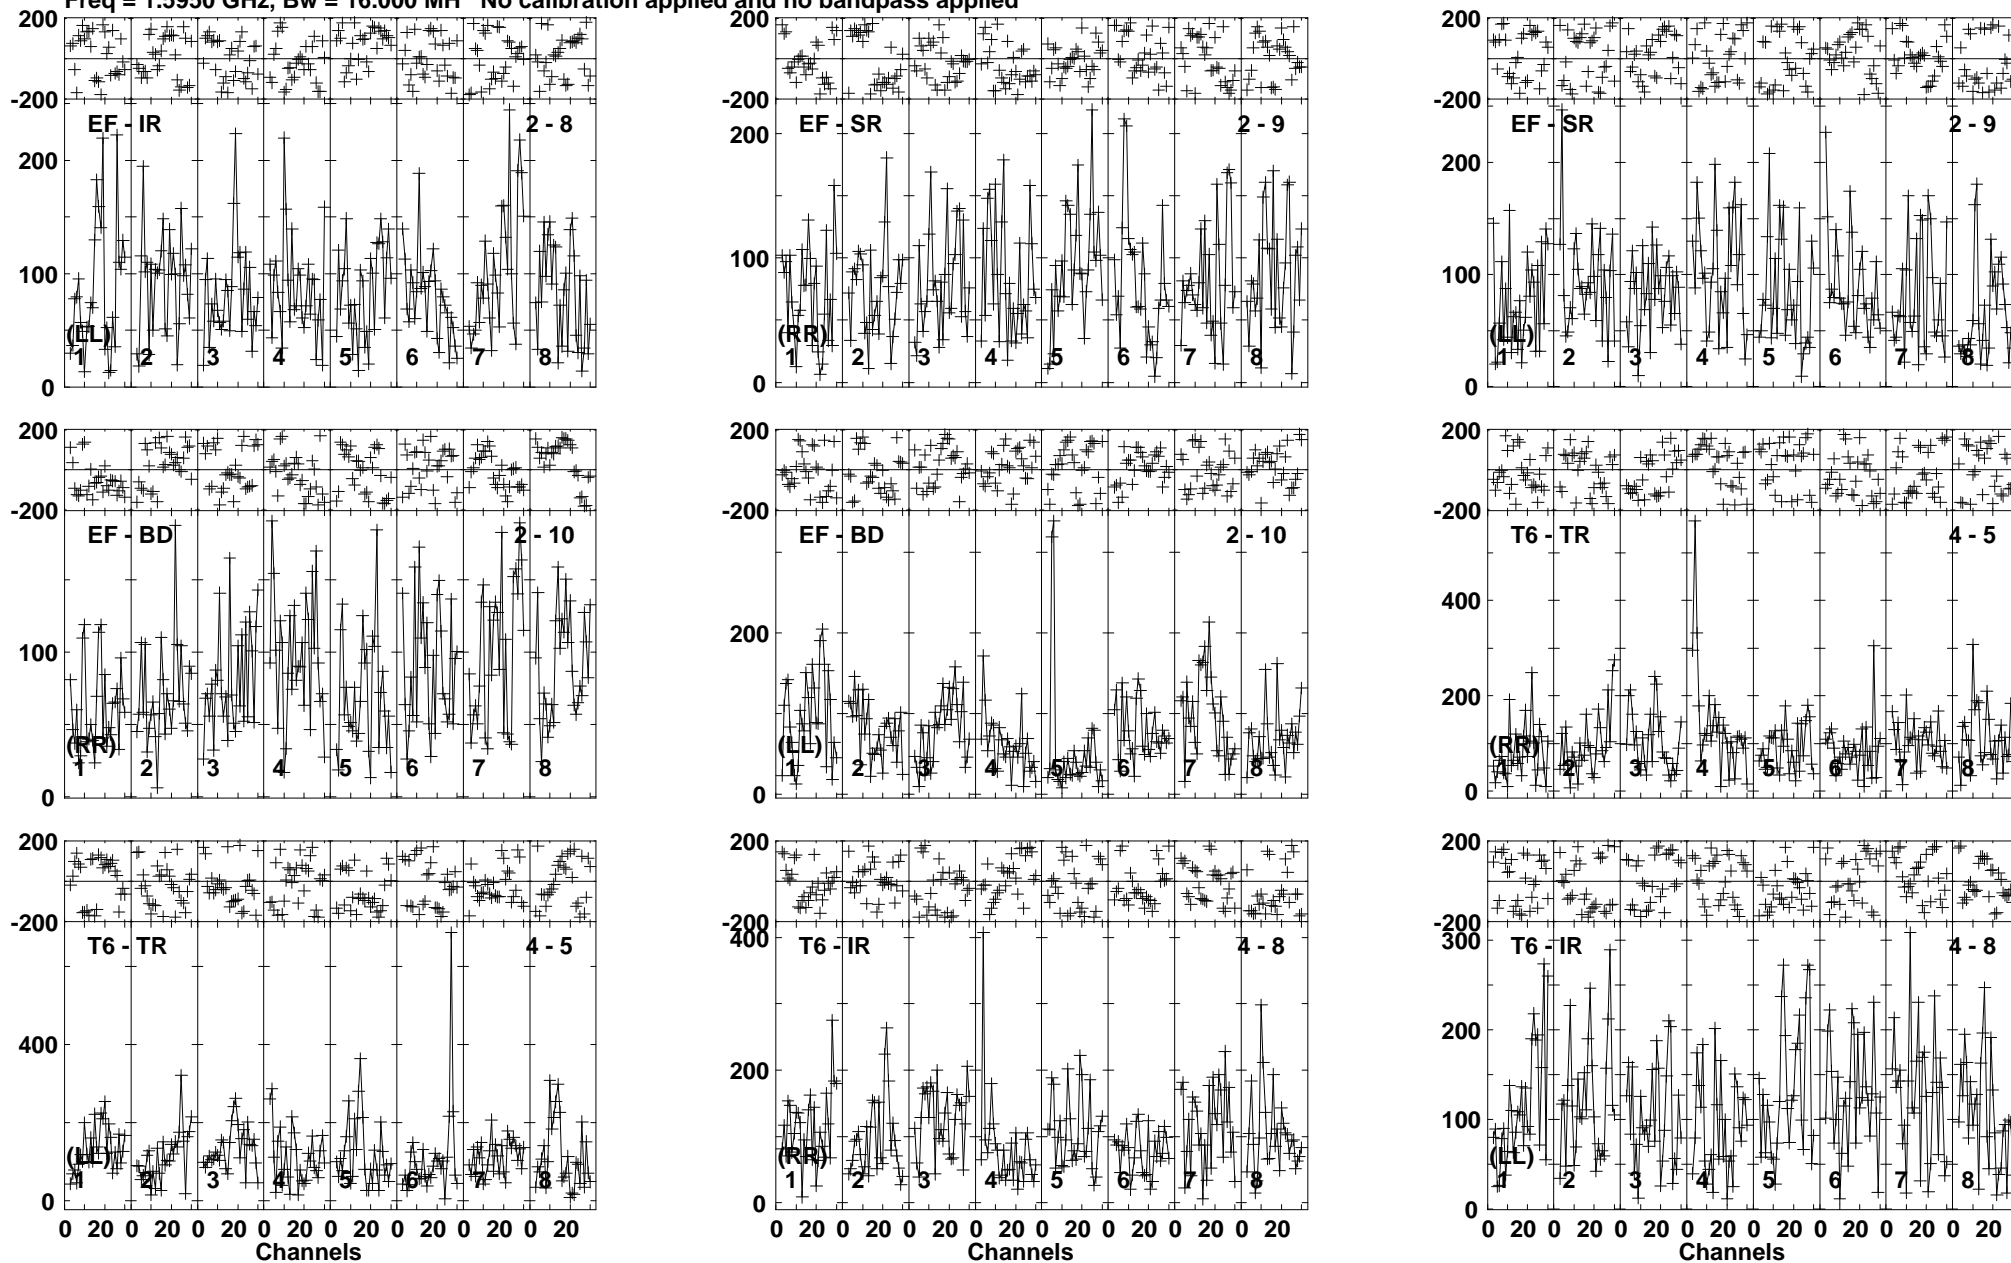 Freq = 1.5950 GHz, Bw = 16.000 MH No calibration applied and no bandpass applied
200 200 200
-200 -200 -200
EF - IR 2 - 8 EF - SR 2 - 9 EF - SR 2 - 9
200 200 200
100 100 100
(LL) (RR) (LL)
1 2 3 4 5 6 7 8 1 2 3 4 5 6 7 8 1 2 3 4 5 6 7 8
0 0 0
200 200 200
-200 -200 -200
EF - BD 2 - 10 EF - BD 2 - 10 T6 - TR 4 - 5
100 200 400
200
(RR) (LL) (RR)
1 2 3 4 5 6 7 8 1 2 3 4 5 6 7 8 1 2 3 4 5 6 7 8
0 0 0
200 200 200
-200 -200 -200
T6 - TR 4 - 5 T6 - IR 4 - 8 T6 - IR 4 - 8
400 400 300
200 200
100
(LL) (RR) (LL)
1 2 3 4 5 6 7 8 1 2 3 4 5 6 7 8 1 2 3 4 5 6 7 8
0 0 0
0 20 0 20 0 20 0 20 0 20 0 20 0 20 0 20 0 20 0 20 0 20 0 20 0 20 0 20 0 20 0 20 0 20 0 20 0 20 0 20 0 20 0 20 0 20 0 20
Channels Channels Channels